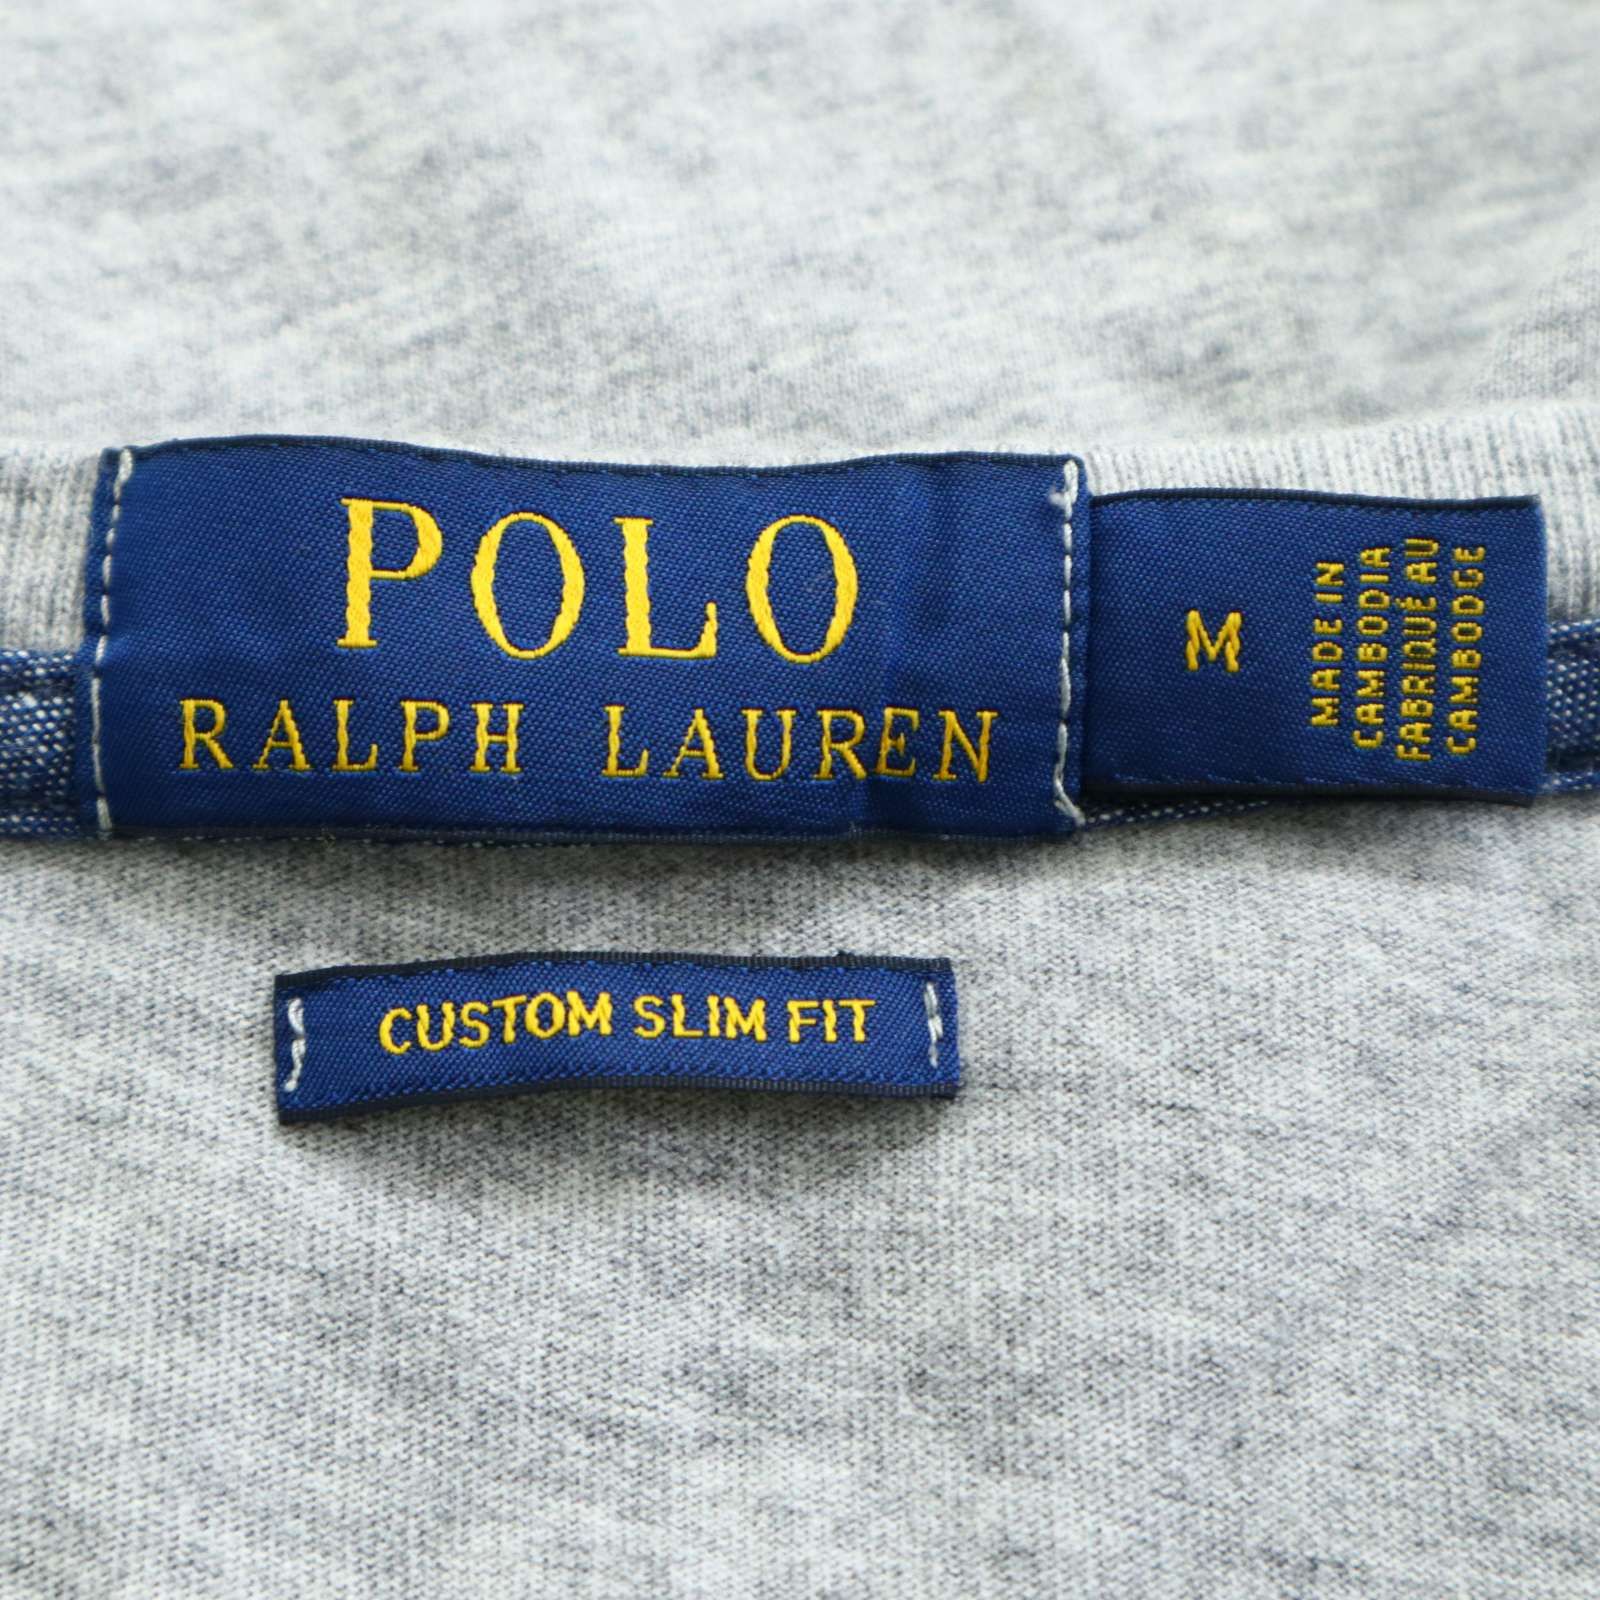 POLO
RALPH LAUREN
M
MADE IN
CAMBODIA
FABRIQUÉ AU
CAMBODGE
CUSTOM SLIM FIT